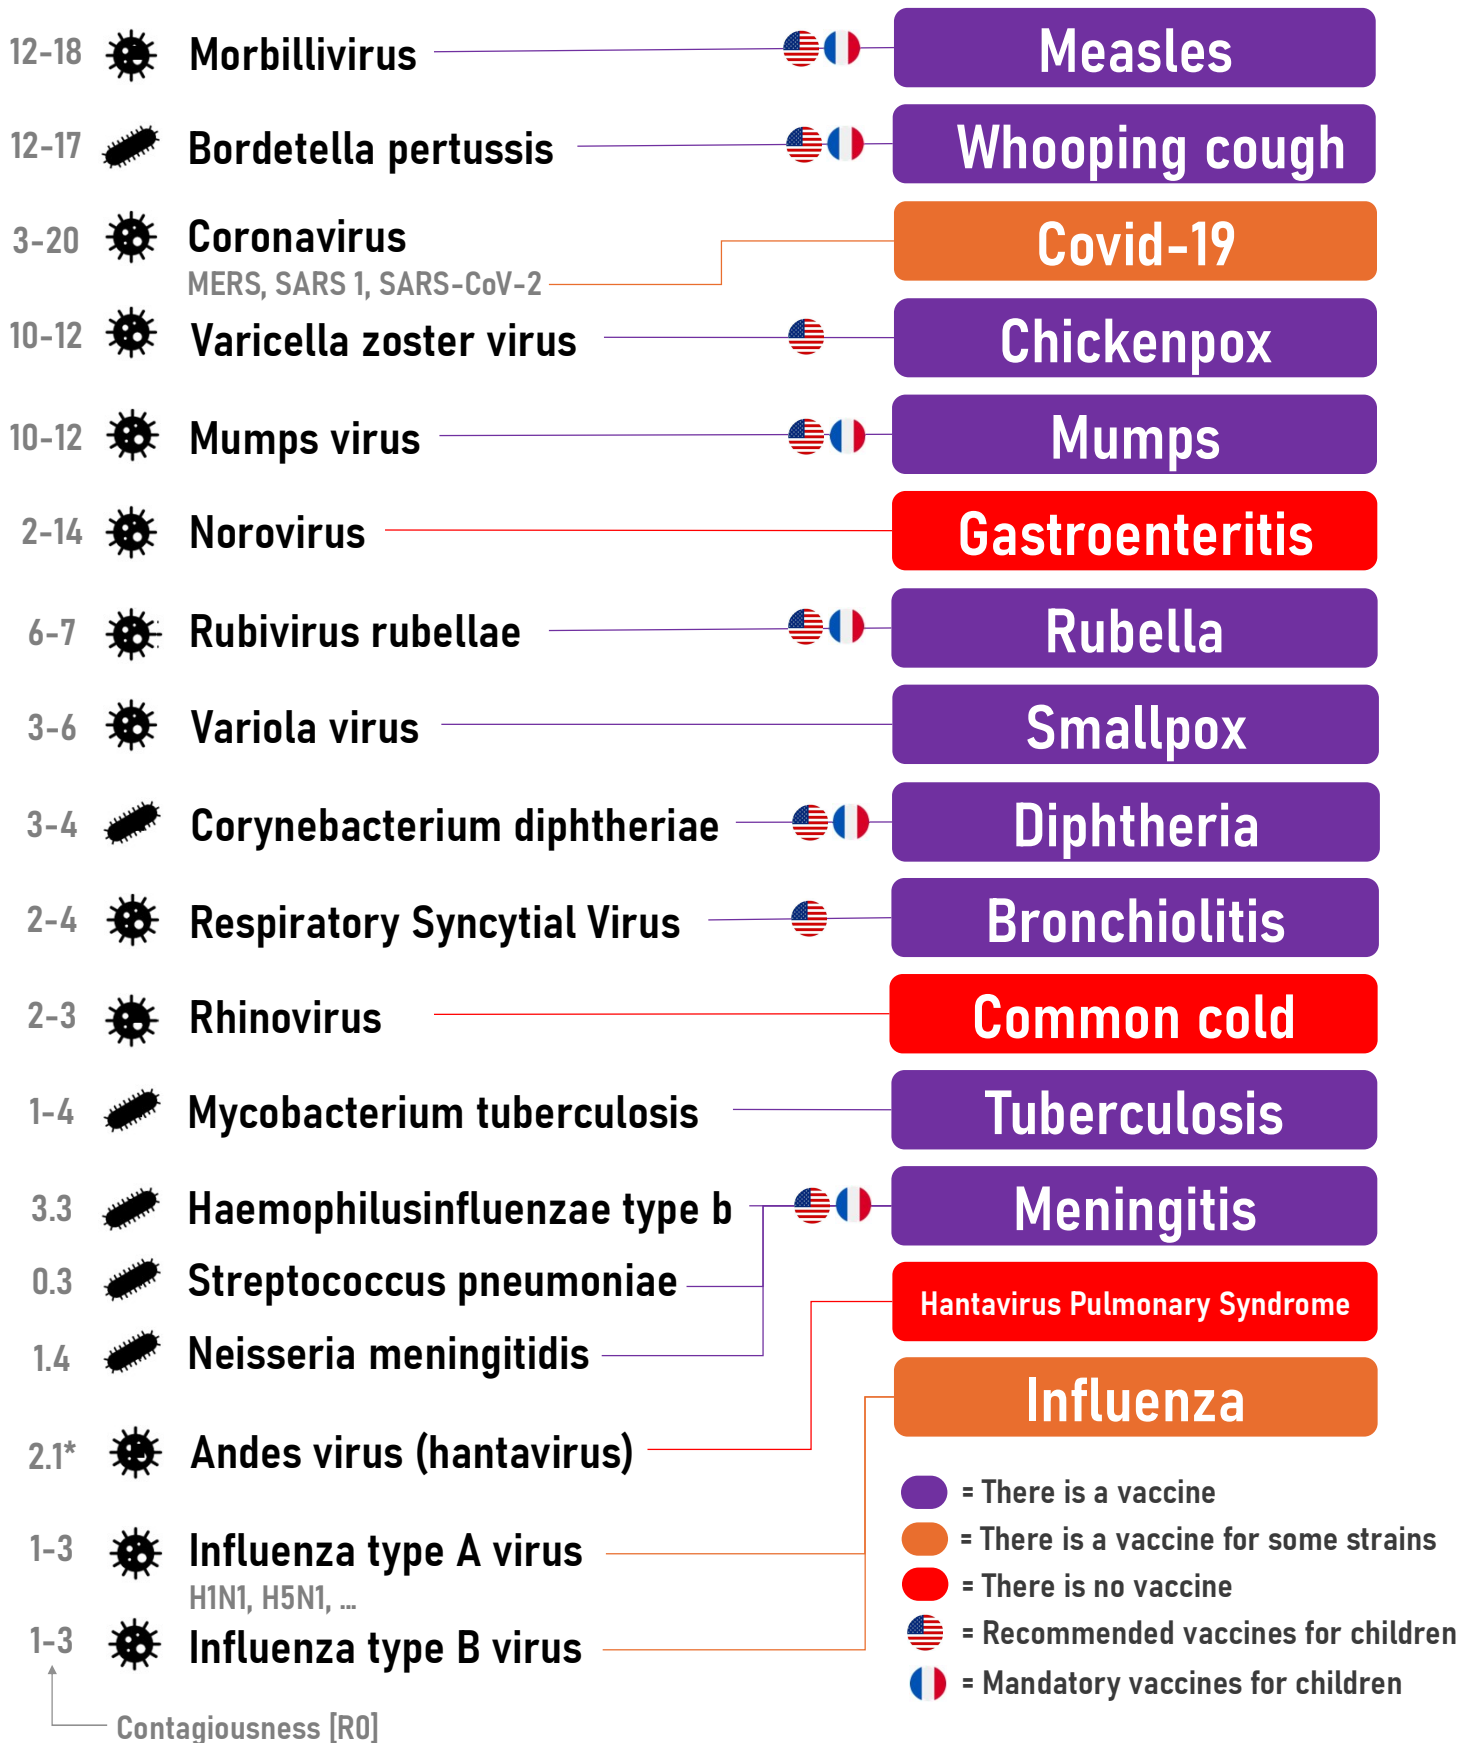 12-18 Morbillivirus Measles
12-17 Bordetella pertussis Whooping cough
3-20 Coronavirus Covid-19
MERS, SARS 1, SARS-CoV-2
10-12 Varicella zoster virus Chickenpox
10-12 Mumps virus Mumps
2-14 Norovirus Gastroenteritis
6-7 Rubivirus rubellae Rubella
3-6 Variola virus Smallpox
3-4 Corynebacterium diphtheriae Diphtheria
2-4 Respiratory Syncytial Virus Bronchiolitis
2-3 Rhinovirus Common cold
1-4 Mycobacterium tuberculosis Tuberculosis
3.3 Haemophilusinfluenzae type b Meningitis
0.3 Streptococcus pneumoniae
Hantavirus Pulmonary Syndrome
1.4 Neisseria meningitidis
Influenza
2.1* Andes virus (hantavirus)
= There is a vaccine
= There is a vaccine for some strains
1-3 Influenza type A virus
H1N1, H5N1, ...
= There is no vaccine
= Recommended vaccines for children
1-3 Influenza type B virus
= Mandatory vaccines for children
Contagiousness [R0]